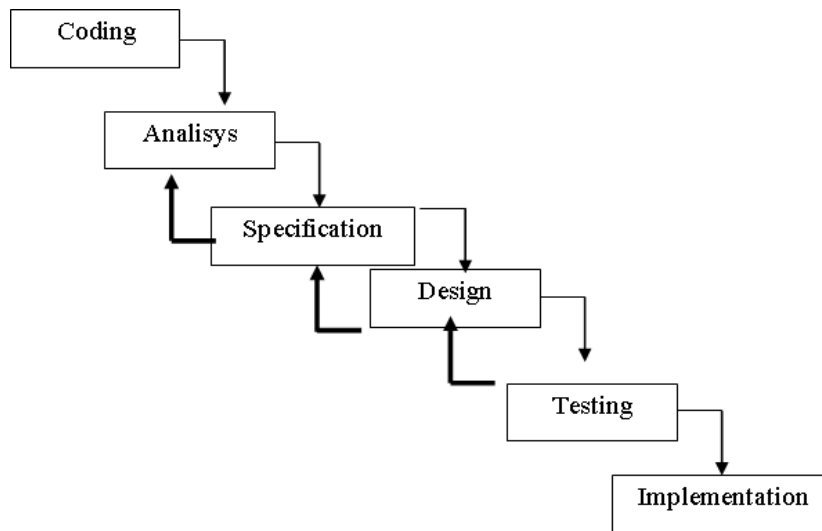 Coding
Analisys
Specification
Design
Testing
Implementation